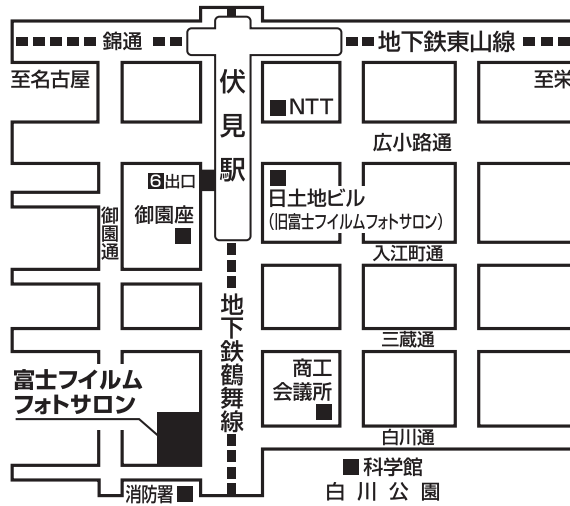 錦通
地下鉄東山線
至名古屋
至栄
伏見駅
NTT
広小路通
6出口
日土地ビル
(旧富士フイルムフォトサロン)
御園座
御園通
入江町通
地下鉄鶴舞線
三蔵通
商工
会議所
富士フイルム
フォトサロン
白川通
科学館
白川公園
消防署